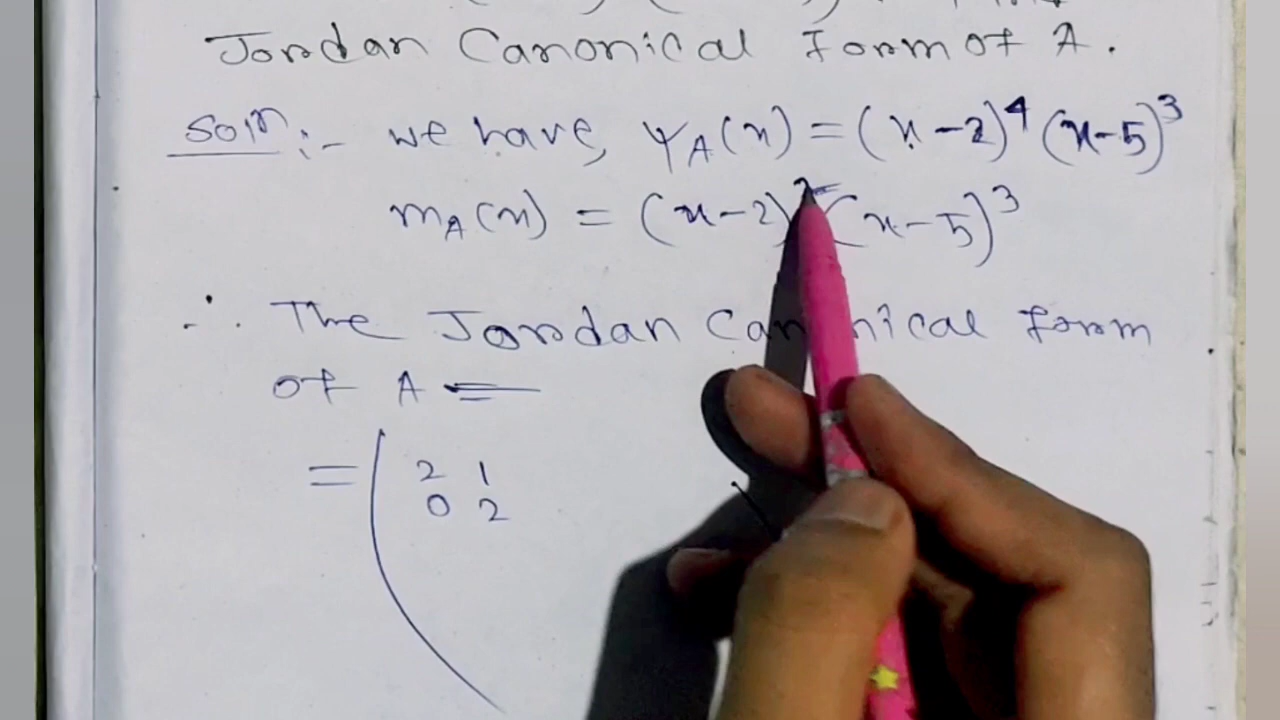 Jordan Canonical Form of A.
Soln:- we have, ψA(x) = (x-2)⁴ (x-5)³
mA(x) = (x-2)² (x-5)³
∴ The Jordan Canonical form
of A =
= ( 2 1
0 2